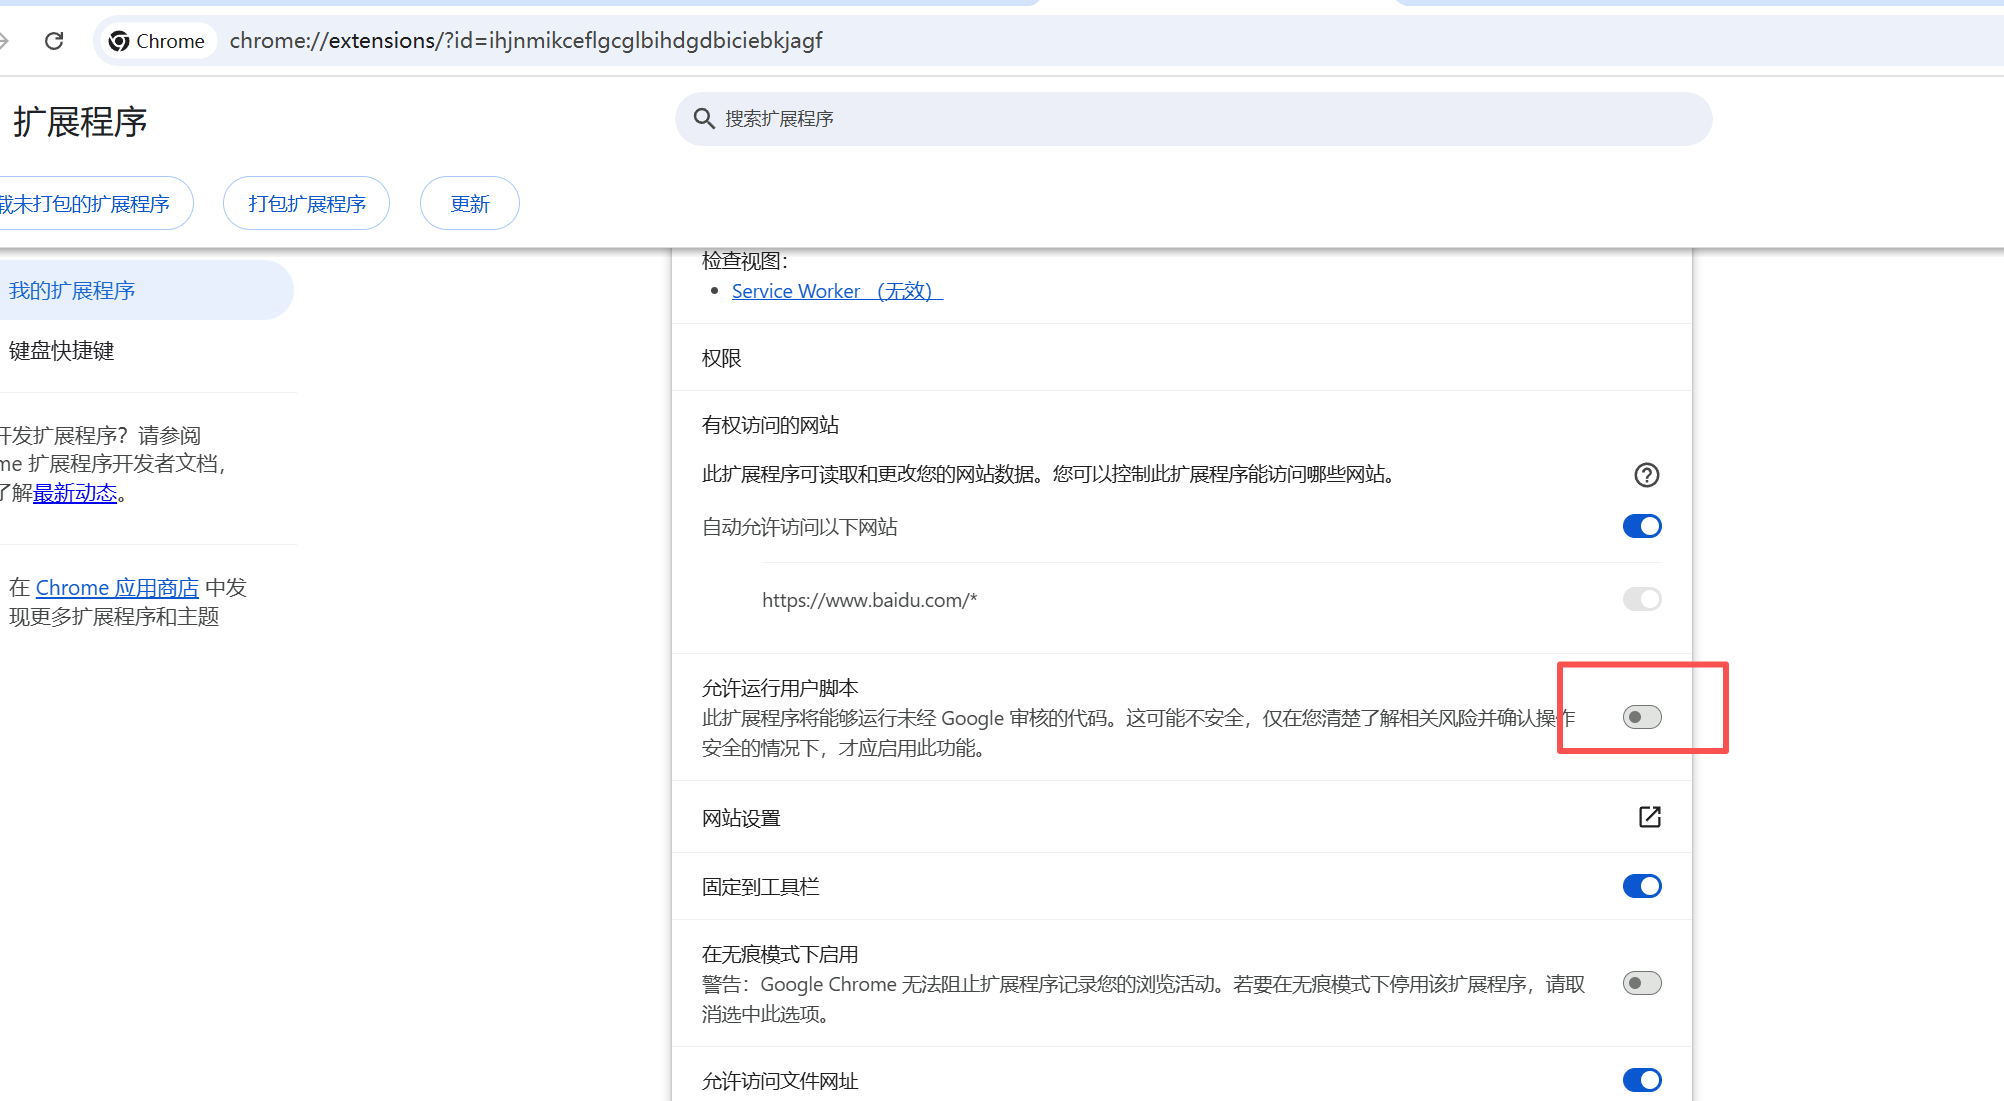 Chrome
chrome://extensions/?id=ihjnmikceflgcglbihdgdbiciebkjagf
扩展程序
搜索扩展程序
载未打包的扩展程序
打包扩展程序
更新
检查视图：
Service Worker （无效）
我的扩展程序
键盘快捷键
权限
有权访问的网站
开发扩展程序？请参阅
me 扩展程序开发者文档，
了解最新动态。
此扩展程序可读取和更改您的网站数据。您可以控制此扩展程序能访问哪些网站。
自动允许访问以下网站
在 Chrome 应用商店 中发
现更多扩展程序和主题
https://www.baidu.com/*
允许运行用户脚本
此扩展程序将能够运行未经 Google 审核的代码。这可能不安全，仅在您清楚了解相关风险并确认操作
安全的情况下，才应启用此功能。
网站设置
固定到工具栏
在无痕模式下启用
警告：Google Chrome 无法阻止扩展程序记录您的浏览活动。若要在无痕模式下停用该扩展程序，请取
消选中此选项。
允许访问文件网址